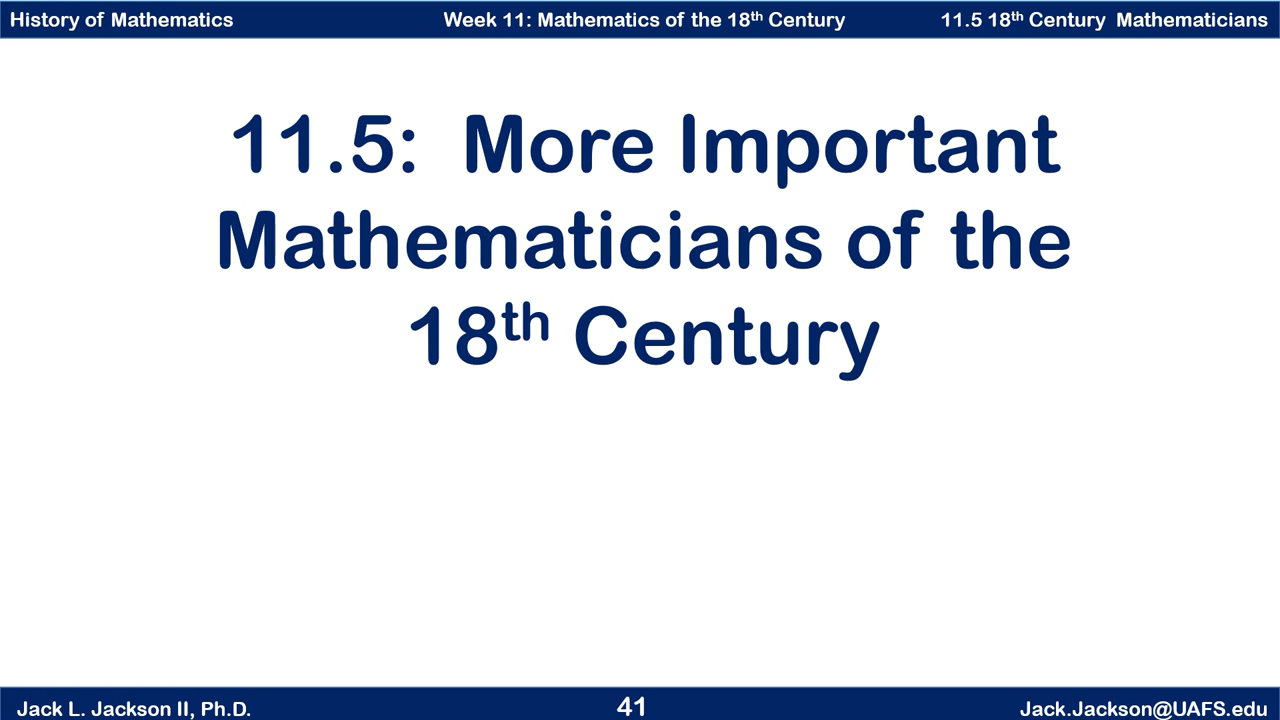 History of Mathematics Week 11: Mathematics of the 18th Century 11.5 18th Century Mathematicians
11.5: More Important
Mathematicians of the
18th Century
Jack L. Jackson II, Ph.D. 41 Jack.Jackson@UAFS.edu